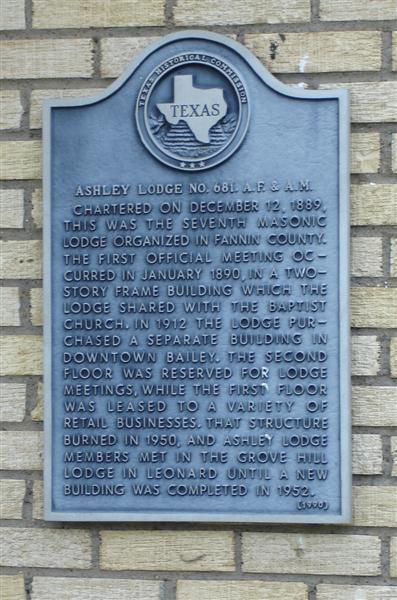 TEXAS HISTORICAL COMMISSION
TEXAS
ASHLEY LODGE NO. 681, A.F. & A.M.
CHARTERED ON DECEMBER 12, 1889,
THIS WAS THE SEVENTH MASONIC
LODGE ORGANIZED IN FANNIN COUNTY.
THE FIRST OFFICIAL MEETING OC-
CURRED IN JANUARY 1890, IN A TWO-
STORY FRAME BUILDING WHICH THE
LODGE SHARED WITH THE BAPTIST
CHURCH. IN 1912 THE LODGE PUR-
CHASED A SEPARATE BUILDING IN
DOWNTOWN BAILEY. THE SECOND
FLOOR WAS RESERVED FOR LODGE
MEETINGS, WHILE THE FIRST FLOOR
WAS LEASED TO A VARIETY OF
RETAIL BUSINESSES. THAT STRUCTURE
BURNED IN 1950, AND ASHLEY LODGE
MEMBERS MET IN THE GROVE HILL
LODGE IN LEONARD UNTIL A NEW
BUILDING WAS COMPLETED IN 1952.
(1990)